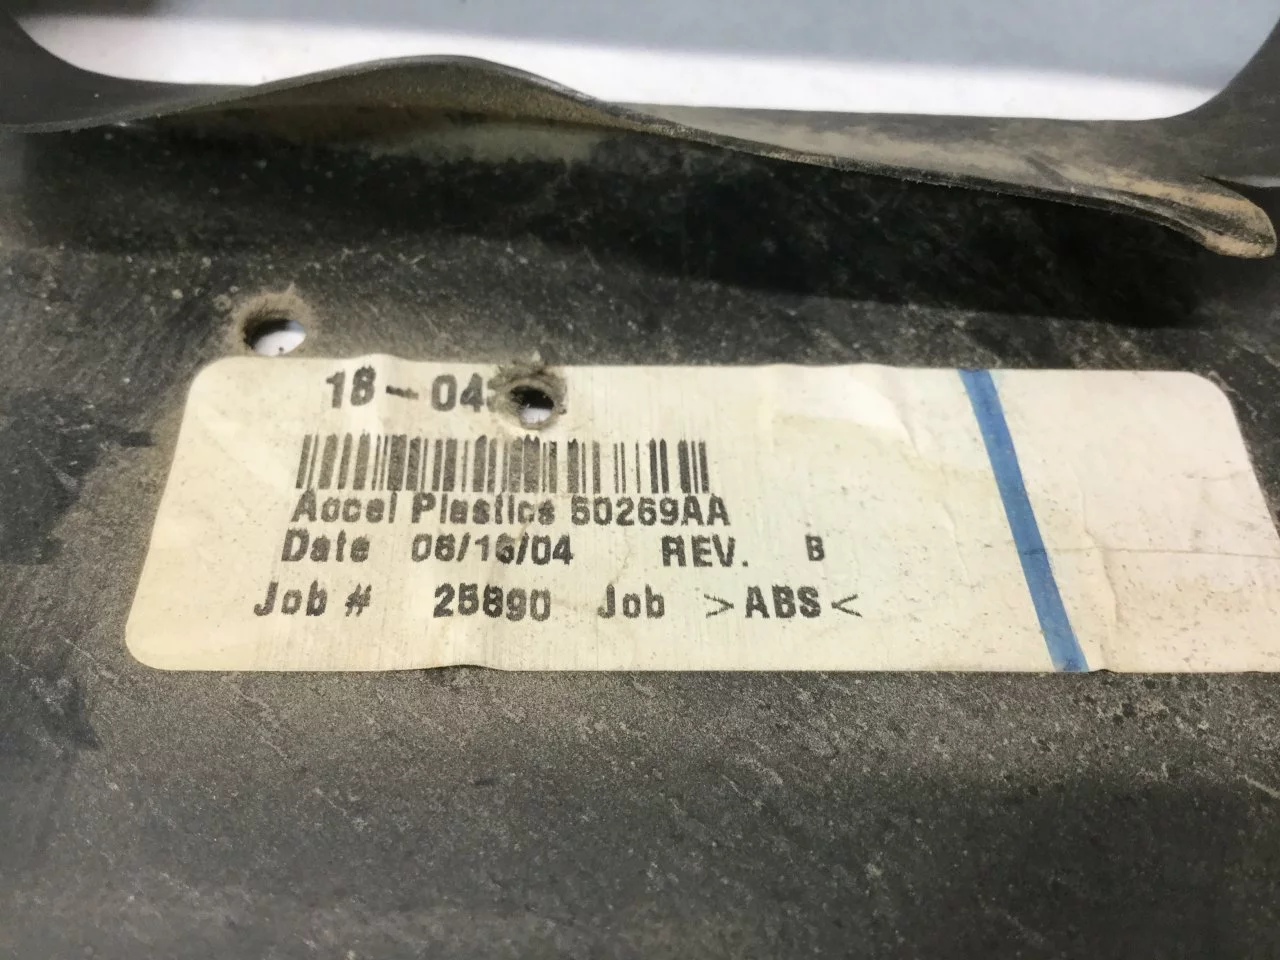 18-04
Accel Plastics 50269AA
Date 06/16/04 REV. B
Job # 25890 Job >ABS<